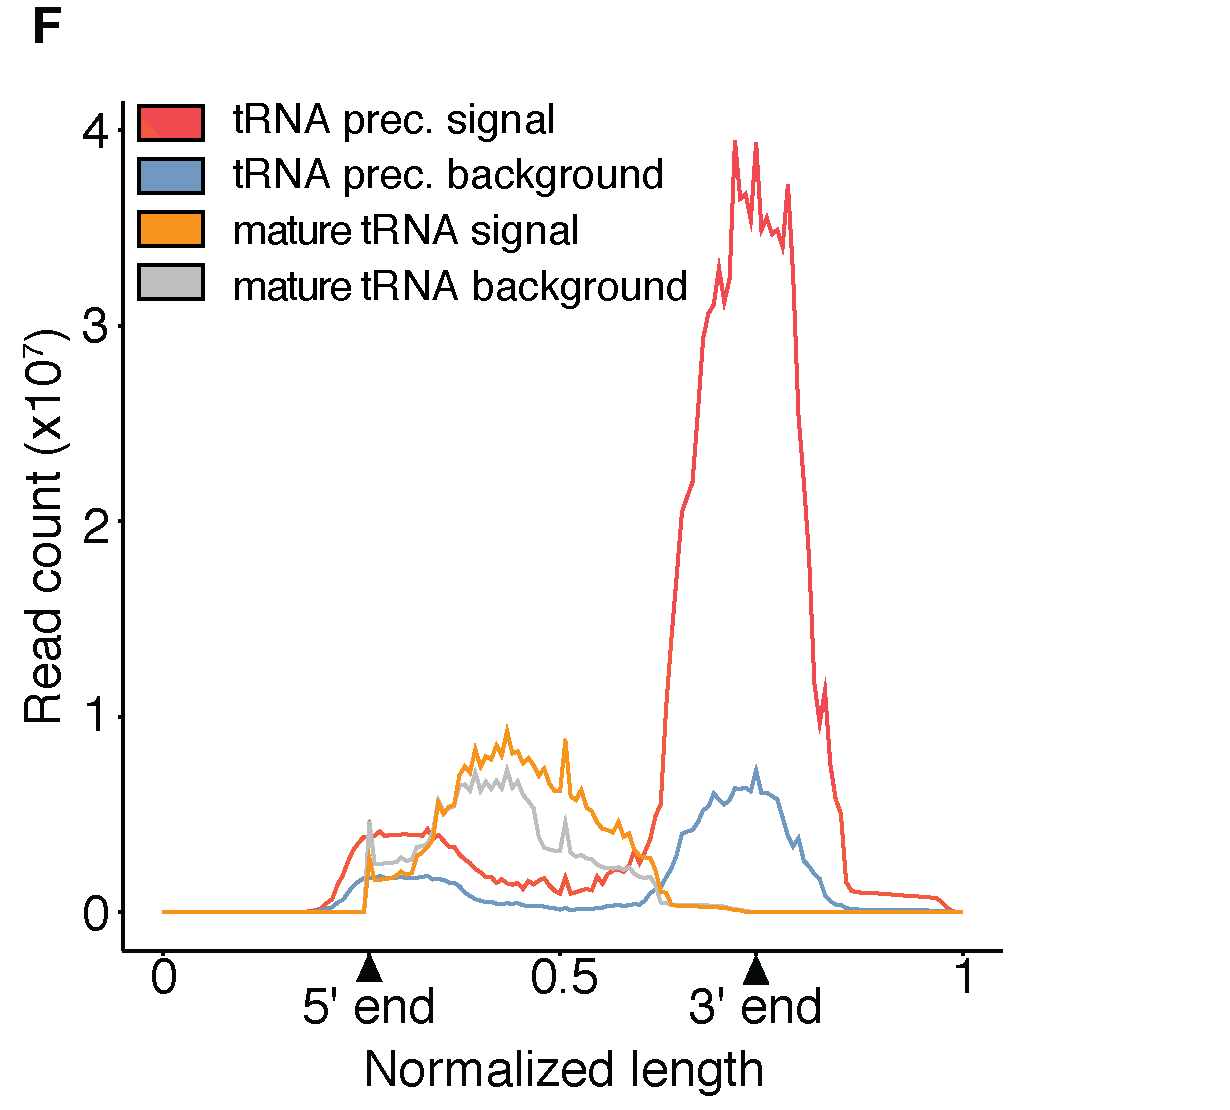 F
tRNA prec. signal
tRNA prec. background
mature tRNA signal
mature tRNA background
Read count (x10⁷)
4
3
2
1
0
0
0.5
1
5' end
3' end
Normalized length